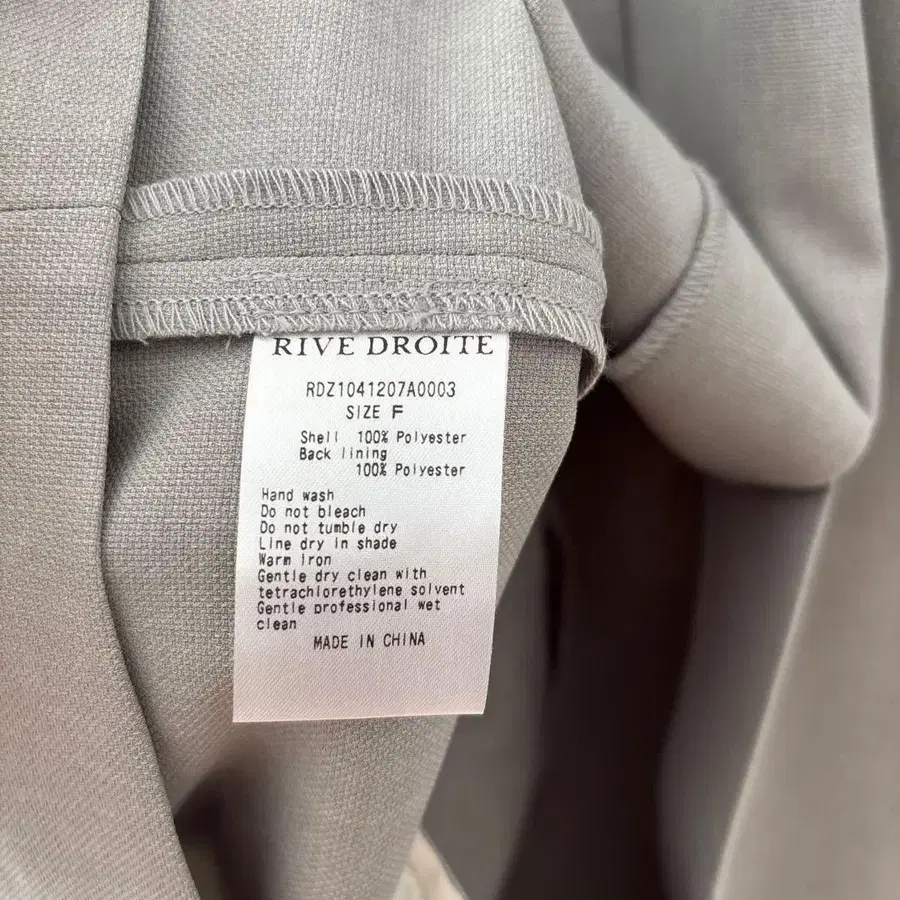 RIVE DROITE
RDZ1041207A0003
SIZE F
Shell 100% Polyester
Back lining
100% Polyester
Hand wash
Do not bleach
Do not tumble dry
Line dry in shade
Warm iron
Gentle dry clean with
tetrachlorethylene solvent
Gentle professional wet
clean
MADE IN CHINA